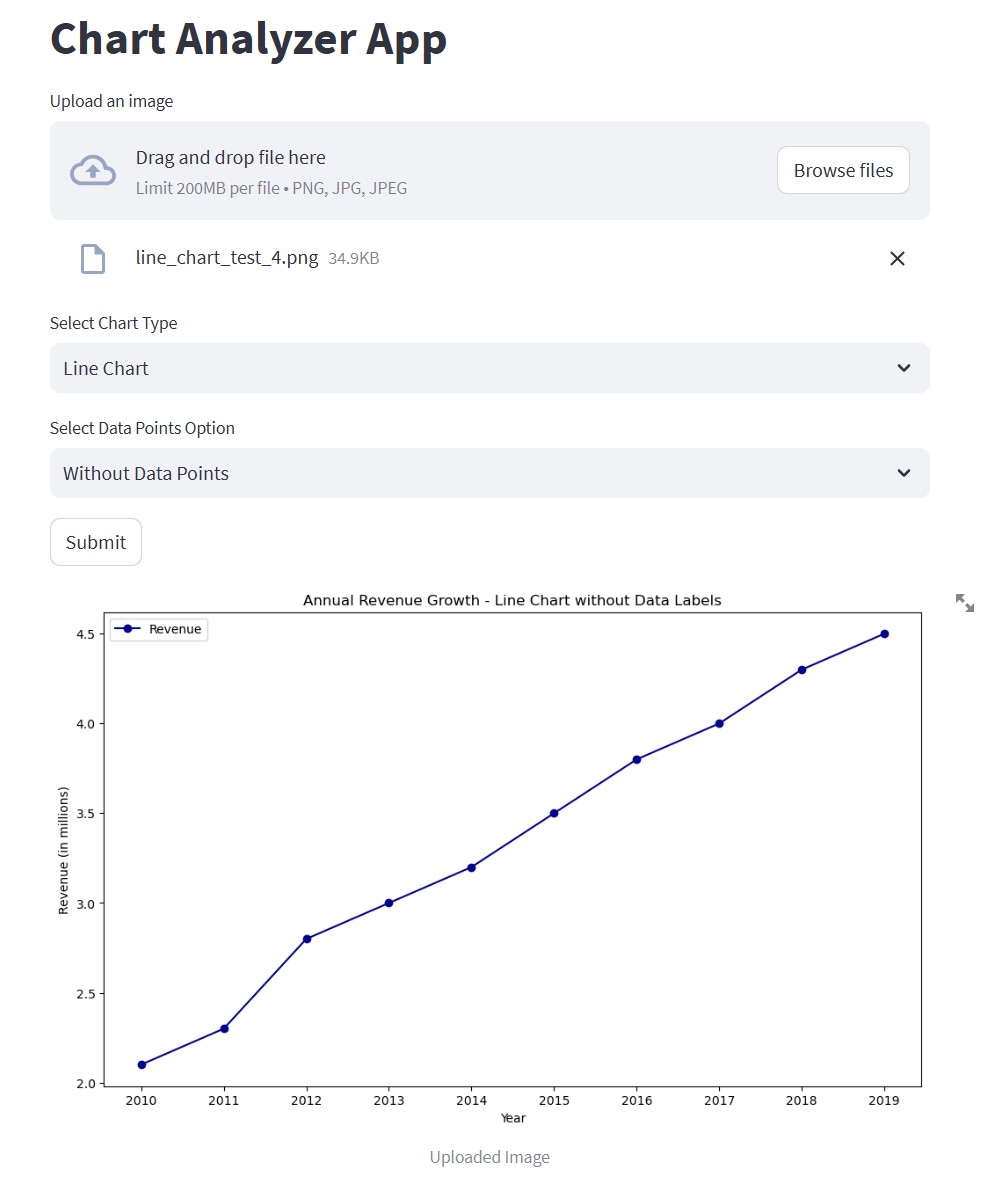 Chart Analyzer App
Upload an image
Drag and drop file here
Limit 200MB per file • PNG, JPG, JPEG
Browse files
line_chart_test_4.png 34.9KB
Select Chart Type
Line Chart
Select Data Points Option
Without Data Points
Submit
Annual Revenue Growth - Line Chart without Data Labels
Revenue
4.5
4.0
3.5
3.0
2.5
2.0
Revenue (in millions)
2010 2011 2012 2013 2014 2015 2016 2017 2018 2019
Year
Uploaded Image